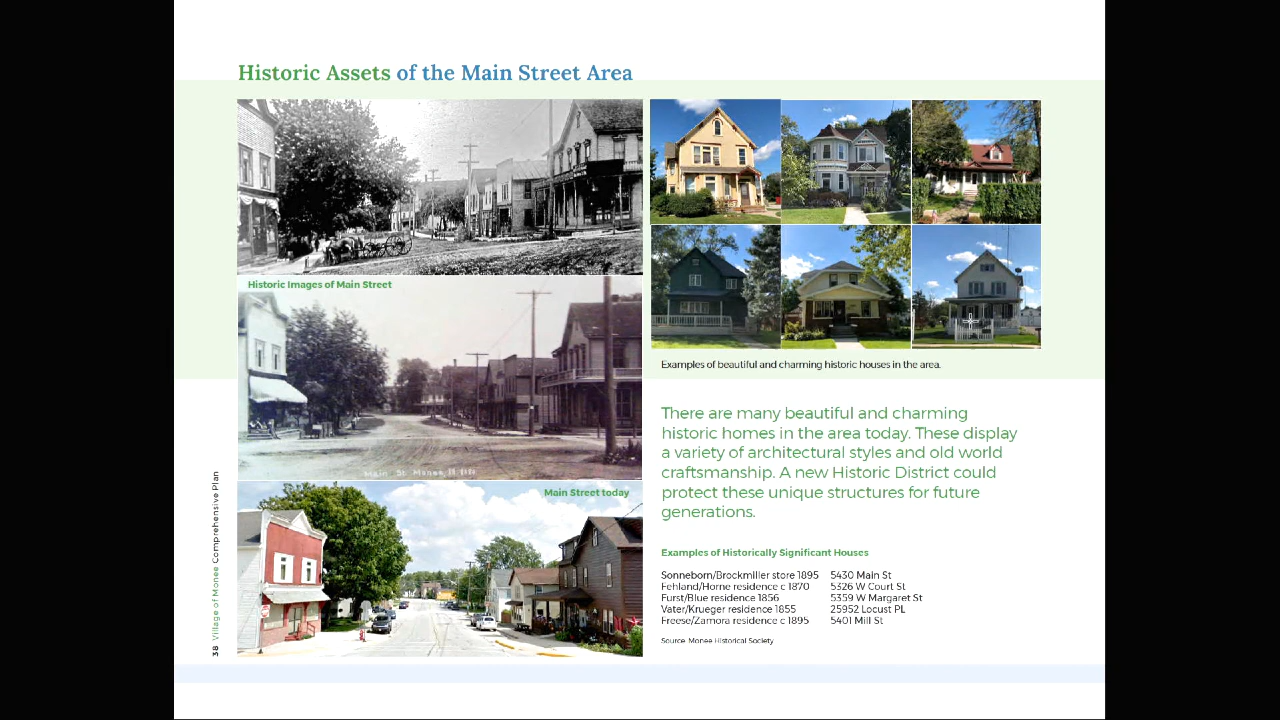 Historic Assets of the Main Street Area
Historic Images of Main Street
Main St. Monee, Ill.
Main Street today
Examples of beautiful and charming historic houses in the area.
There are many beautiful and charming
historic homes in the area today. These display
a variety of architectural styles and old world
craftsmanship. A new Historic District could
protect these unique structures for future
generations.
Examples of Historically Significant Houses
Sonneborn/Brockmiller store 1895 5430 Main St
Fehland/Horne residence c 1870 5326 W Court St
Furst/Blue residence 1856 5359 W Margaret St
Vater/Krueger residence 1855 25952 Locust PL
Freese/Zamora residence c 1895 5401 Mill St
Source: Monee Historical Society
38 Village of Monee Comprehensive Plan